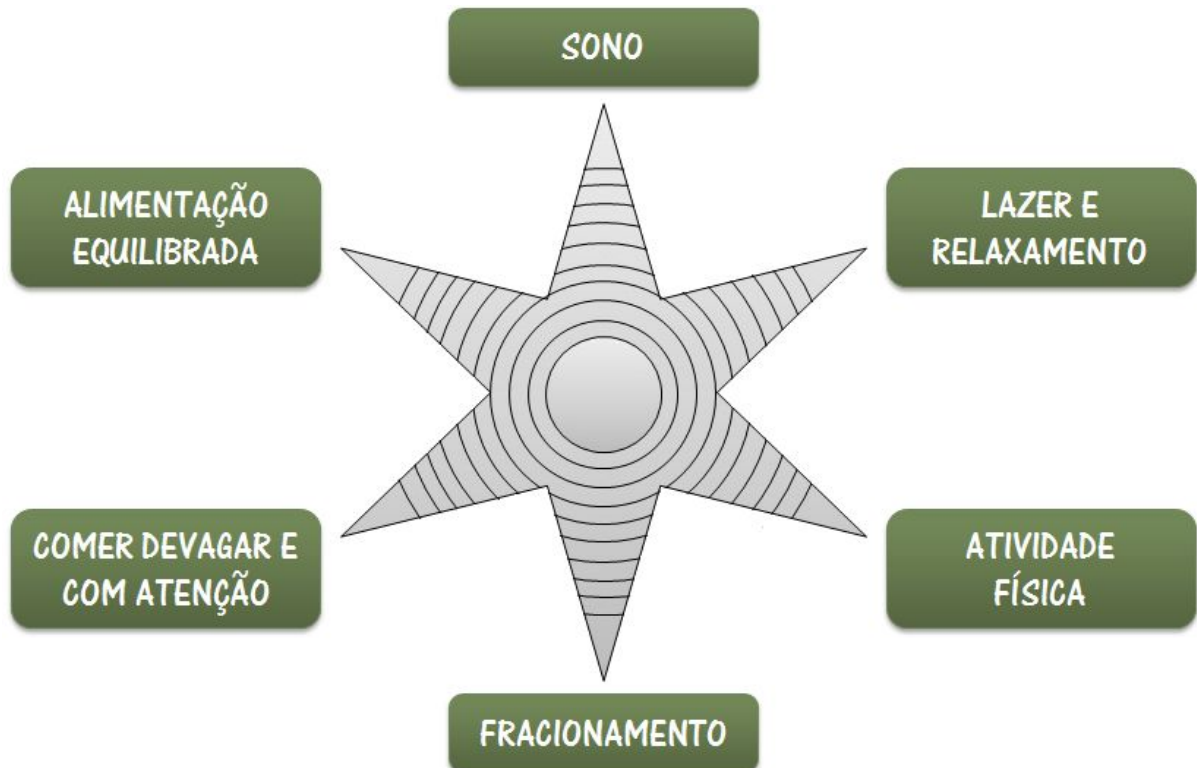 SONO
ALIMENTAÇÃO
EQUILIBRADA
LAZER E
RELAXAMENTO
COMER DEVAGAR E
COM ATENÇÃO
ATIVIDADE
FÍSICA
FRACIONAMENTO